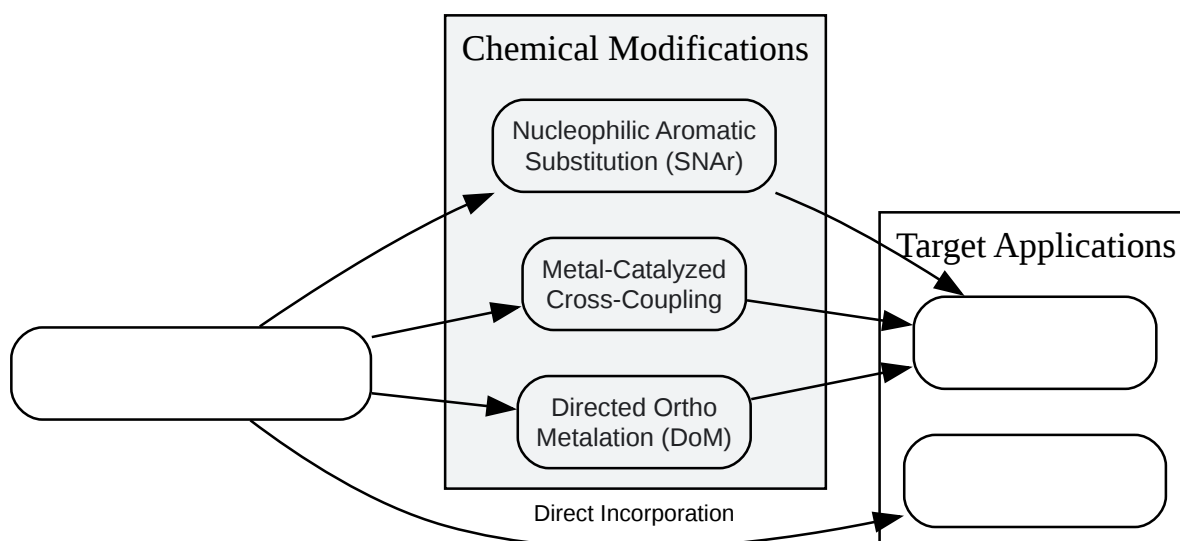 Chemical Modifications
Nucleophilic Aromatic
Substitution (SNAr)
Metal-Catalyzed
Cross-Coupling
Directed Ortho
Metalation (DoM)
Direct Incorporation
Target Applications